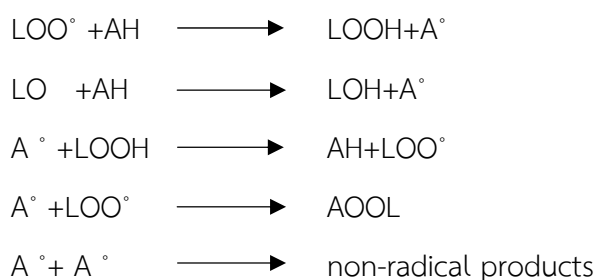 LOO˚ +AH ⟶ LOOH+A˚
LO +AH ⟶ LOH+A˚
A ˚ +LOOH ⟶ AH+LOO˚
A˚ +LOO˚ ⟶ AOOL
A ˚+ A ˚ ⟶ non-radical products